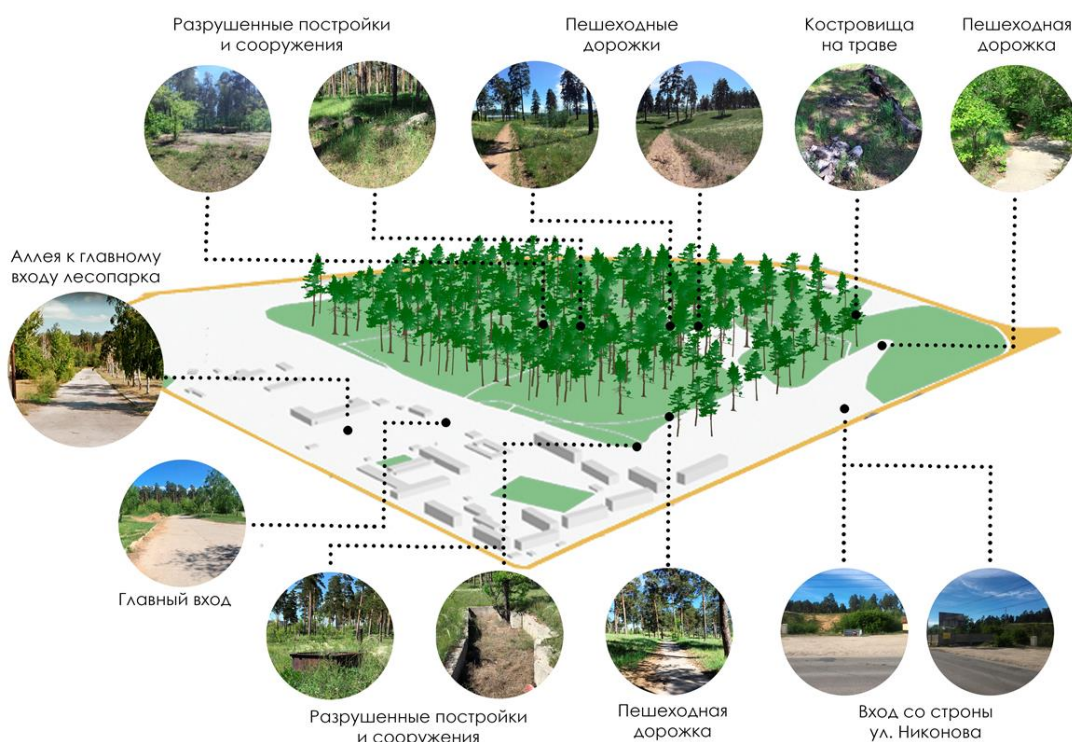 Разрушенные постройки
и сооружения
Пешеходные
дорожки
Костровища
на траве
Пешеходная
дорожка
Аллея к главному
входу лесопарка
Главный вход
Разрушенные постройки
и сооружения
Пешеходная
дорожка
Вход со строны
ул. Никонова